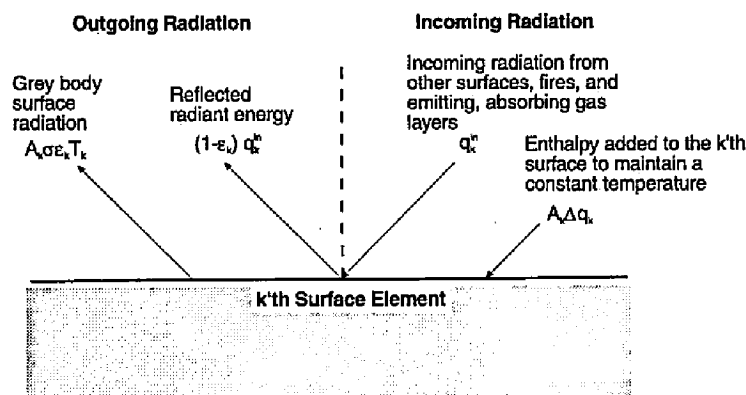 Outgoing Radiation
Incoming Radiation
Grey body
surface
radiation
AₖσεₖTₖ
Reflected
radiant energy
(1-εₖ) qₖⁱⁿ
Incoming radiation from
other surfaces, fires, and
emitting, absorbing gas
layers
qₖⁱⁿ
Enthalpy added to the k'th
surface to maintain a
constant temperature
AₖΔqₖ
k'th Surface Element